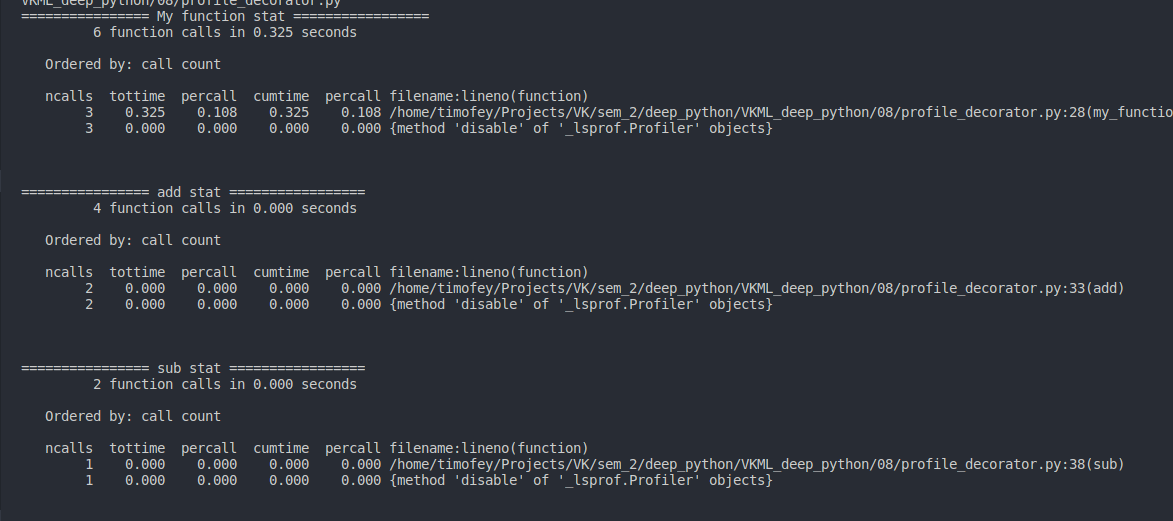 VKML_deep_python/08/profile_decorator.py
================ My function stat =================
         6 function calls in 0.325 seconds
   Ordered by: call count
   ncalls  tottime  percall  cumtime  percall filename:lineno(function)
        3    0.325    0.108    0.325    0.108 /home/timofey/Projects/VK/sem_2/deep_python/VKML_deep_python/08/profile_decorator.py:28(my_functio
        3    0.000    0.000    0.000    0.000 {method 'disable' of '_lsprof.Profiler' objects}
================ add stat =================
         4 function calls in 0.000 seconds
   Ordered by: call count
   ncalls  tottime  percall  cumtime  percall filename:lineno(function)
        2    0.000    0.000    0.000    0.000 /home/timofey/Projects/VK/sem_2/deep_python/VKML_deep_python/08/profile_decorator.py:33(add)
        2    0.000    0.000    0.000    0.000 {method 'disable' of '_lsprof.Profiler' objects}
================ sub stat =================
         2 function calls in 0.000 seconds
   Ordered by: call count
   ncalls  tottime  percall  cumtime  percall filename:lineno(function)
        1    0.000    0.000    0.000    0.000 /home/timofey/Projects/VK/sem_2/deep_python/VKML_deep_python/08/profile_decorator.py:38(sub)
        1    0.000    0.000    0.000    0.000 {method 'disable' of '_lsprof.Profiler' objects}